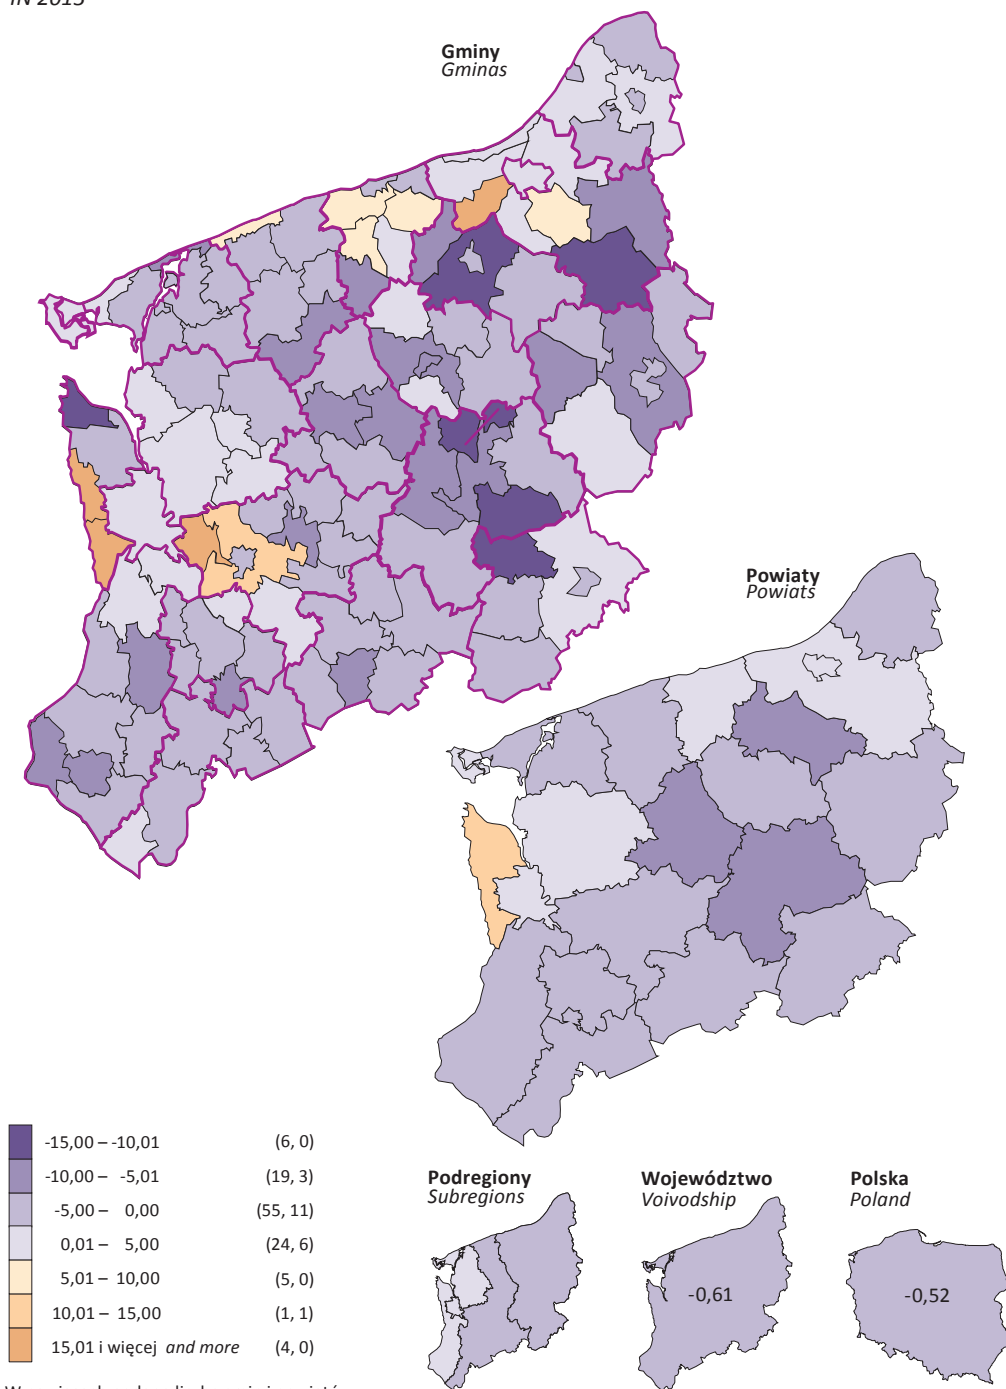 IN 2015
Gminy
Gminas
Powiaty
Powiats
-15,00 – -10,01 (6, 0)
-10,00 – -5,01 (19, 3)
-5,00 – 0,00 (55, 11)
0,01 – 5,00 (24, 6)
5,01 – 10,00 (5, 0)
10,01 – 15,00 (1, 1)
15,01 i więcej and more (4, 0)
Podregiony
Subregions
Województwo
Voivodship
-0,61
Polska
Poland
-0,52